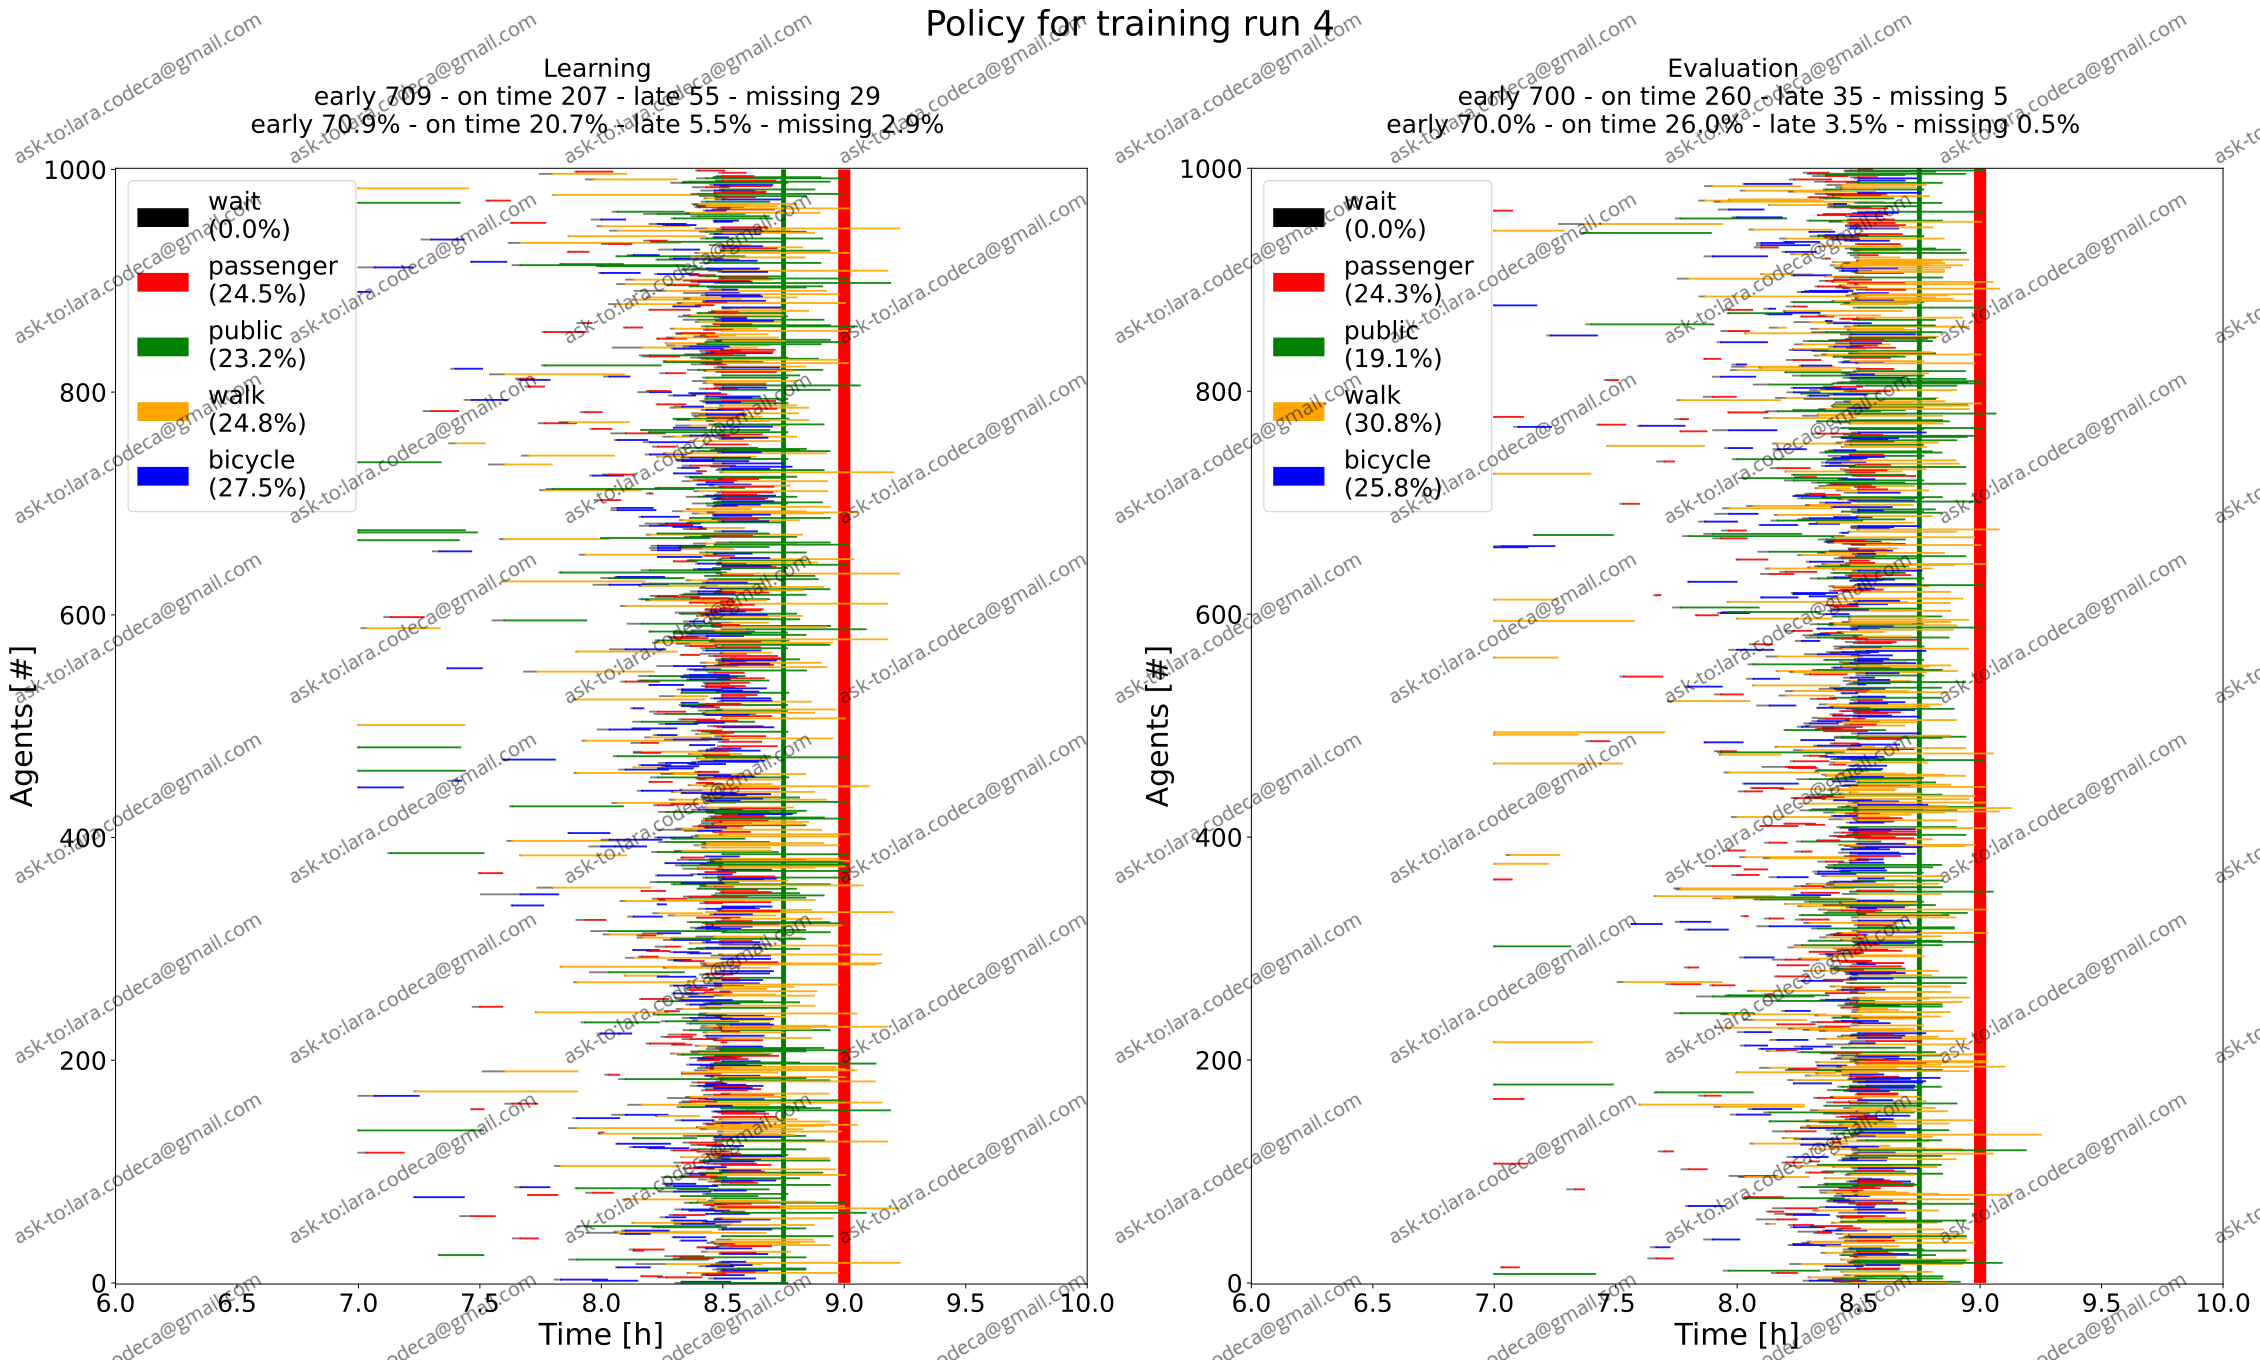 Policy for training run 4
Learning
early 709 - on time 207 - late 55 - missing 29
early 70.9% - on time 20.7% - late 5.5% - missing 2.9%
Evaluation
early 700 - on time 260 - late 35 - missing 5
early 70.0% - on time 26.0% - late 3.5% - missing 0.5%
wait
(0.0%)
passenger
(24.5%)
public
(23.2%)
walk
(24.8%)
bicycle
(27.5%)
1000
800
600
400
200
0
Agents [#]
6.0 6.5 7.0 7.5 8.0 8.5 9.0 9.5 10.0
Time [h]
wait
(0.0%)
passenger
(24.3%)
public
(19.1%)
walk
(30.8%)
bicycle
(25.8%)
1000
800
600
400
200
0
Agents [#]
6.0 6.5 7.0 7.5 8.0 8.5 9.0 9.5 10.0
Time [h]
ask-to:lara.codeca@gmail.com